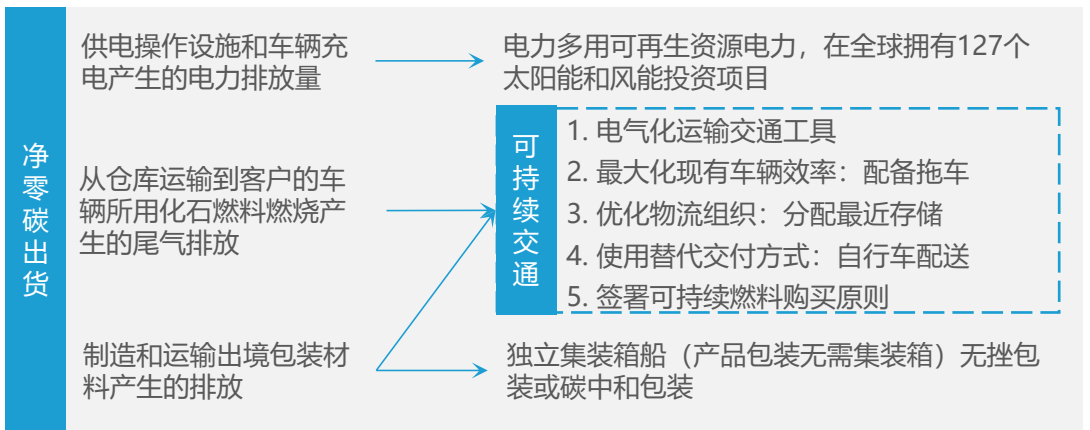 净零碳出货
供电操作设施和车辆充
电产生的电力排放量
电力多用可再生资源电力，在全球拥有127个
太阳能和风能投资项目
从仓库运输到客户的车
辆所用化石燃料燃烧产
生的尾气排放
可持续交通
1. 电气化运输交通工具
2. 最大化现有车辆效率：配备拖车
3. 优化物流组织：分配最近存储
4. 使用替代交付方式：自行车配送
5. 签署可持续燃料购买原则
制造和运输出境包装材
料产生的排放
独立集装箱船（产品包装无需集装箱）无挫包
装或碳中和包装